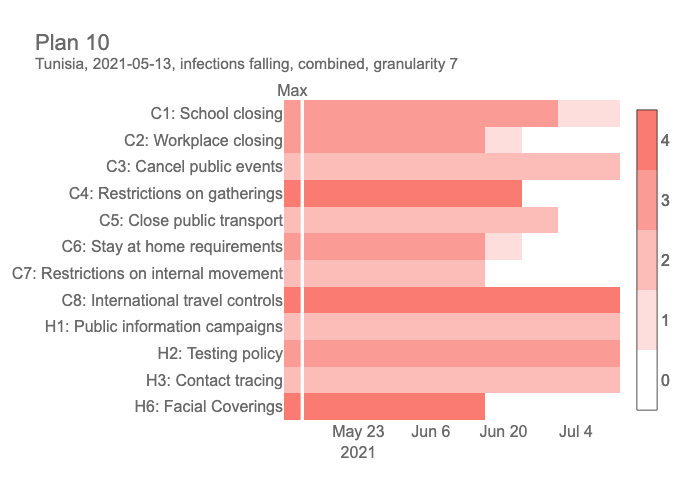 Plan 10
Tunisia, 2021-05-13, infections falling, combined, granularity 7
Max
C1: School closing
C2: Workplace closing
C3: Cancel public events
C4: Restrictions on gatherings
C5: Close public transport
C6: Stay at home requirements
C7: Restrictions on internal movement
C8: International travel controls
H1: Public information campaigns
H2: Testing policy
H3: Contact tracing
H6: Facial Coverings
4
3
2
1
0
May 23 Jun 6 Jun 20 Jul 4
2021